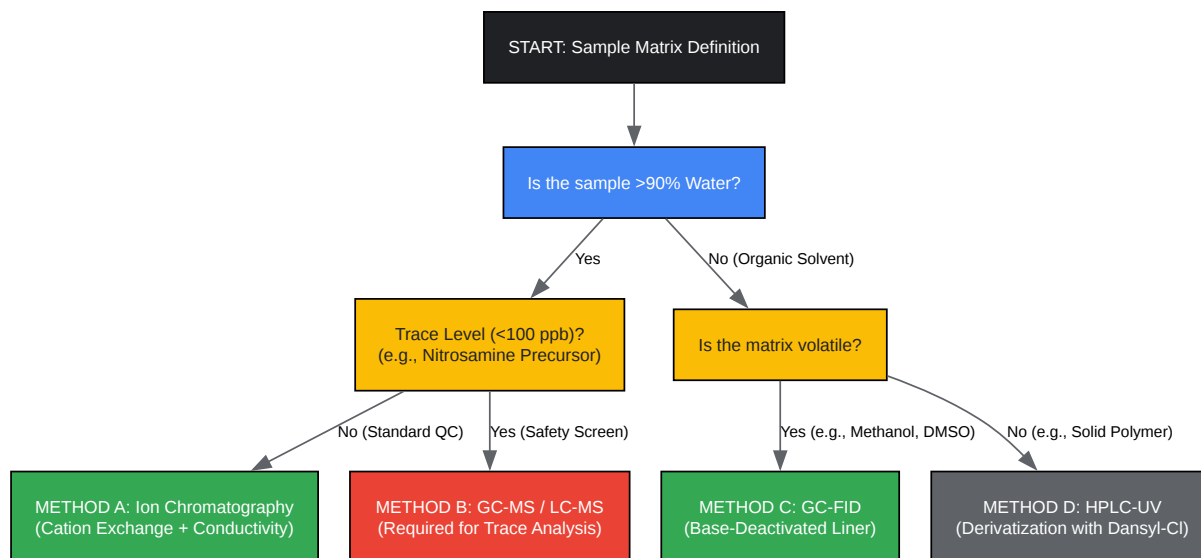 START: Sample Matrix Definition
Is the sample >90% Water?
Yes
No (Organic Solvent)
Trace Level (<100 ppb)?
(e.g., Nitrosamine Precursor)
Is the matrix volatile?
No (Standard QC)
Yes (Safety Screen)
Yes (e.g., Methanol, DMSO)
No (e.g., Solid Polymer)
METHOD A: Ion Chromatography
(Cation Exchange + Conductivity)
METHOD B: GC-MS / LC-MS
(Required for Trace Analysis)
METHOD C: GC-FID
(Base-Deactivated Liner)
METHOD D: HPLC-UV
(Derivatization with Dansyl-Cl)